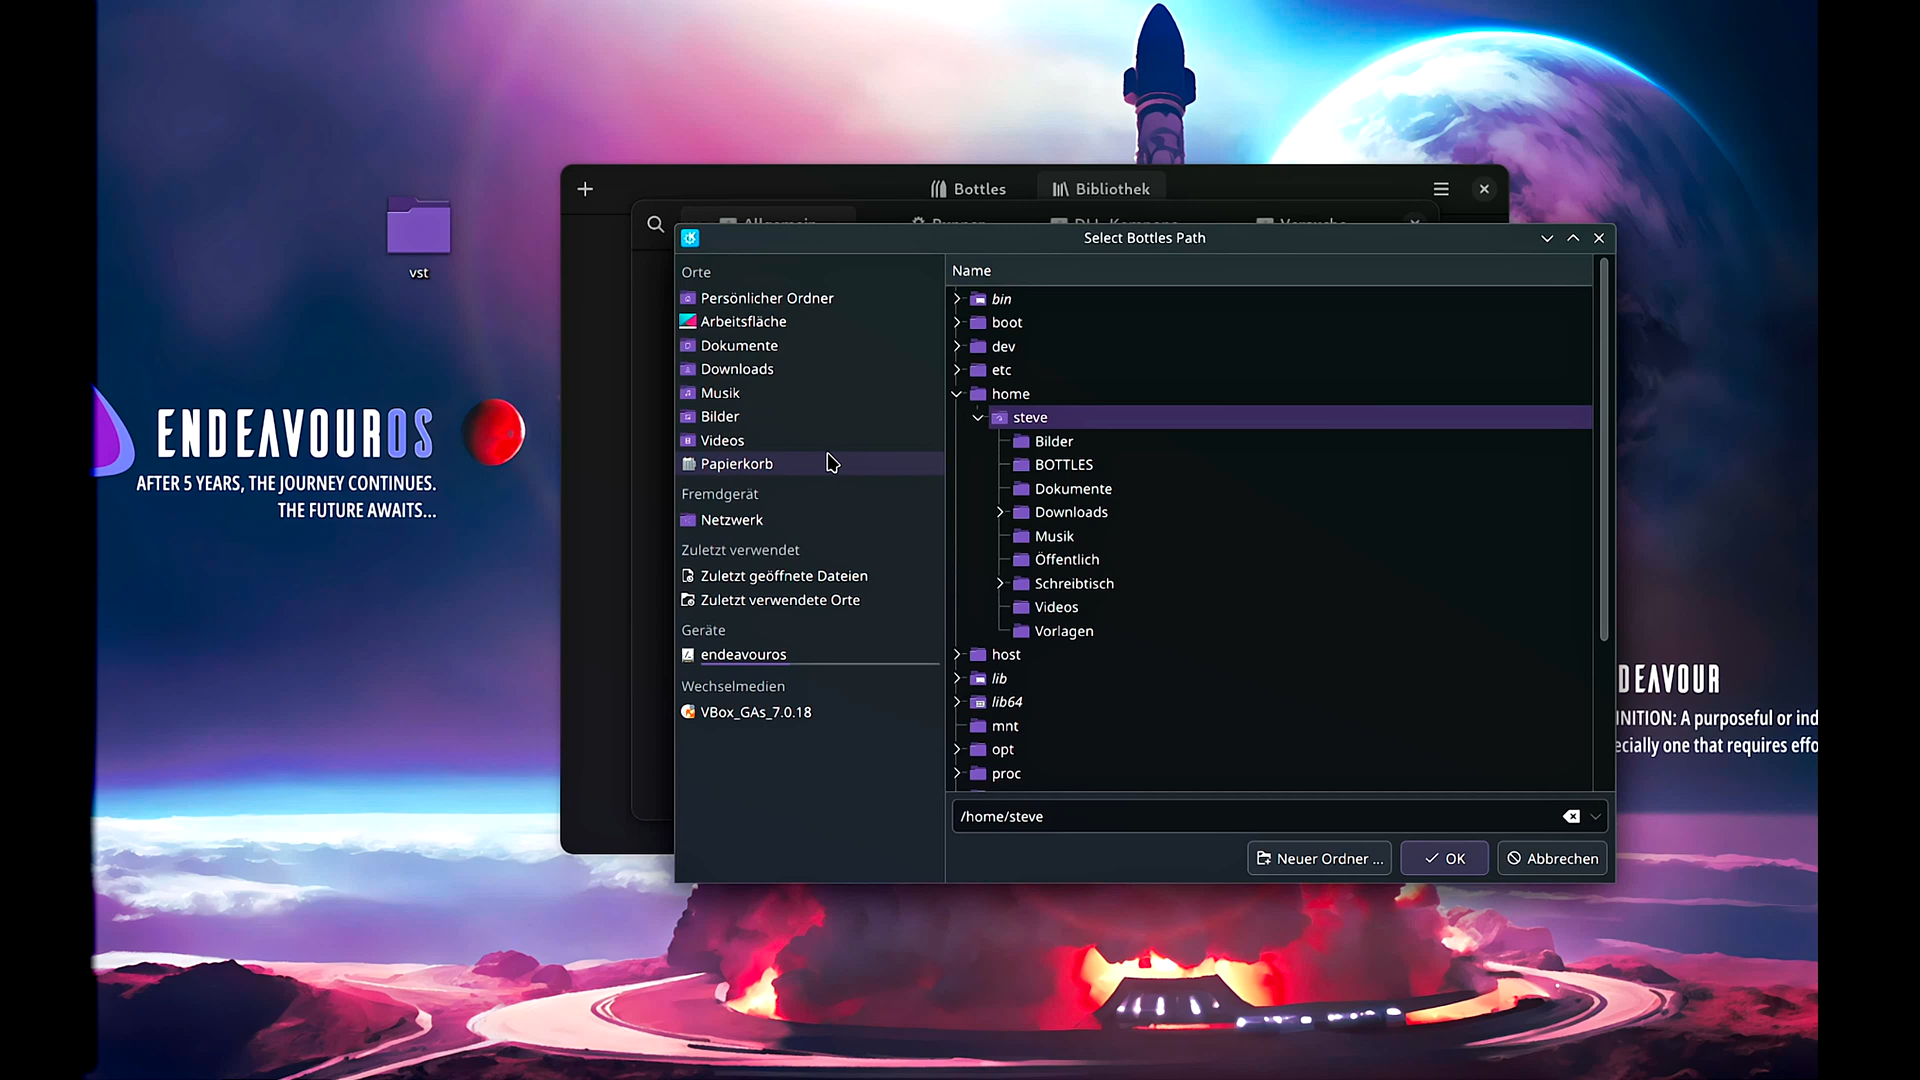 vst
ENDEAVOUROS
AFTER 5 YEARS, THE JOURNEY CONTINUES.
THE FUTURE AWAITS...
Bottles
Bibliothek
Allgemein
Runner
Versuche
Select Bottles Path
Orte
Persönlicher Ordner
Arbeitsfläche
Dokumente
Downloads
Musik
Bilder
Videos
Papierkorb
Fremdgerät
Netzwerk
Zuletzt verwendet
Zuletzt geöffnete Dateien
Zuletzt verwendete Orte
Geräte
endeavouros
Wechselmedien
VBox_GAs_7.0.18
Name
bin
boot
dev
etc
home
steve
Bilder
BOTTLES
Dokumente
Downloads
Musik
Öffentlich
Schreibtisch
Videos
Vorlagen
host
lib
lib64
mnt
opt
proc
/home/steve
Neuer Ordner ...
OK
Abbrechen
DEAVOUR
INITION: A purposeful or ind
ecially one that requires effo